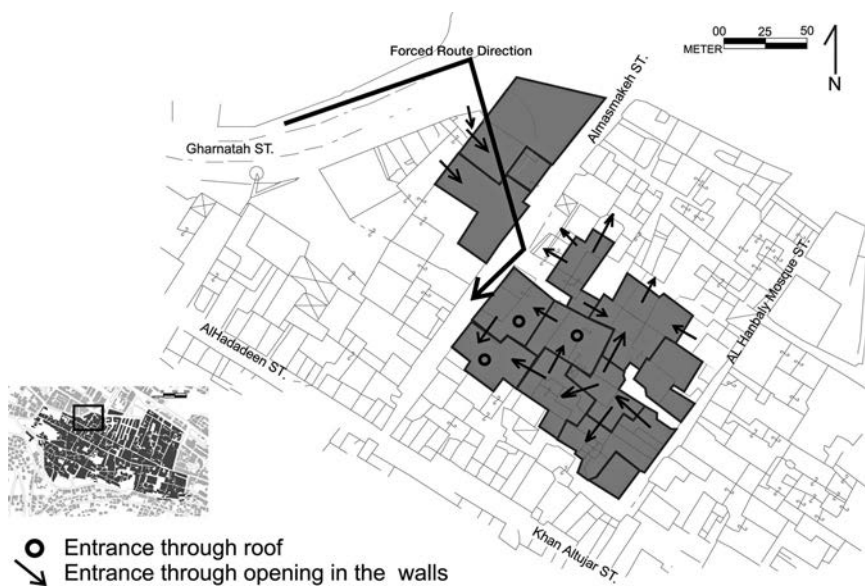 Forced Route Direction
00 25 50
METER
N
Almasmakeh ST.
Gharnatah ST.
AL Hanbaly Mosque ST.
AlHadadeen ST.
Khan Altujar ST.
Entrance through roof
Entrance through opening in the walls